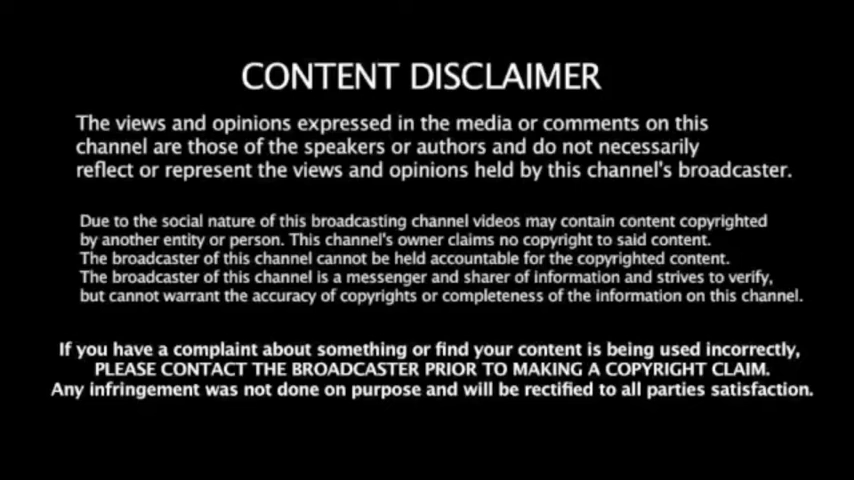 CONTENT DISCLAIMER
The views and opinions expressed in the media or comments on this
channel are those of the speakers or authors and do not necessarily
reflect or represent the views and opinions held by this channel's broadcaster.
Due to the social nature of this broadcasting channel videos may contain content copyrighted
by another entity or person. This channel's owner claims no copyright to said content.
The broadcaster of this channel cannot be held accountable for the copyrighted content.
The broadcaster of this channel is a messenger and sharer of information and strives to verify,
but cannot warrant the accuracy of copyrights or completeness of the information on this channel.
If you have a complaint about something or find your content is being used incorrectly,
PLEASE CONTACT THE BROADCASTER PRIOR TO MAKING A COPYRIGHT CLAIM.
Any infringement was not done on purpose and will be rectified to all parties satisfaction.